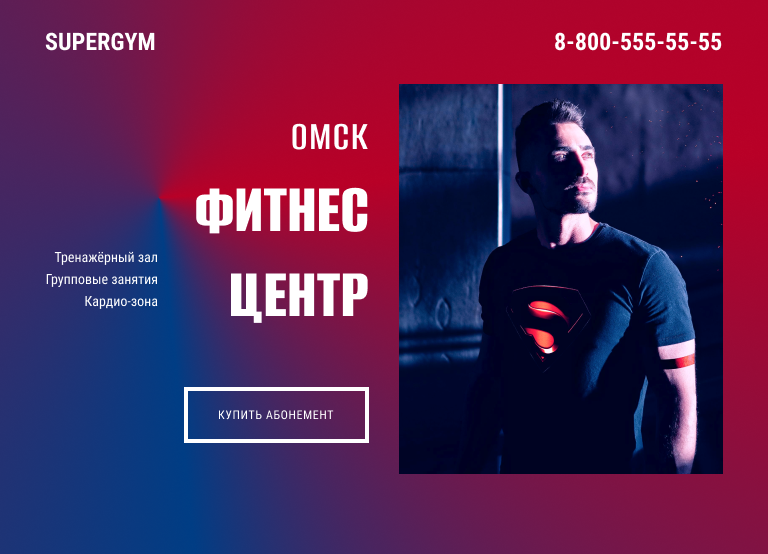 SUPERGYM
8-800-555-55-55
ОМСК
ФИТНЕС
ЦЕНТР
Тренажёрный зал
Групповые занятия
Кардио-зона
КУПИТЬ АБОНЕМЕНТ